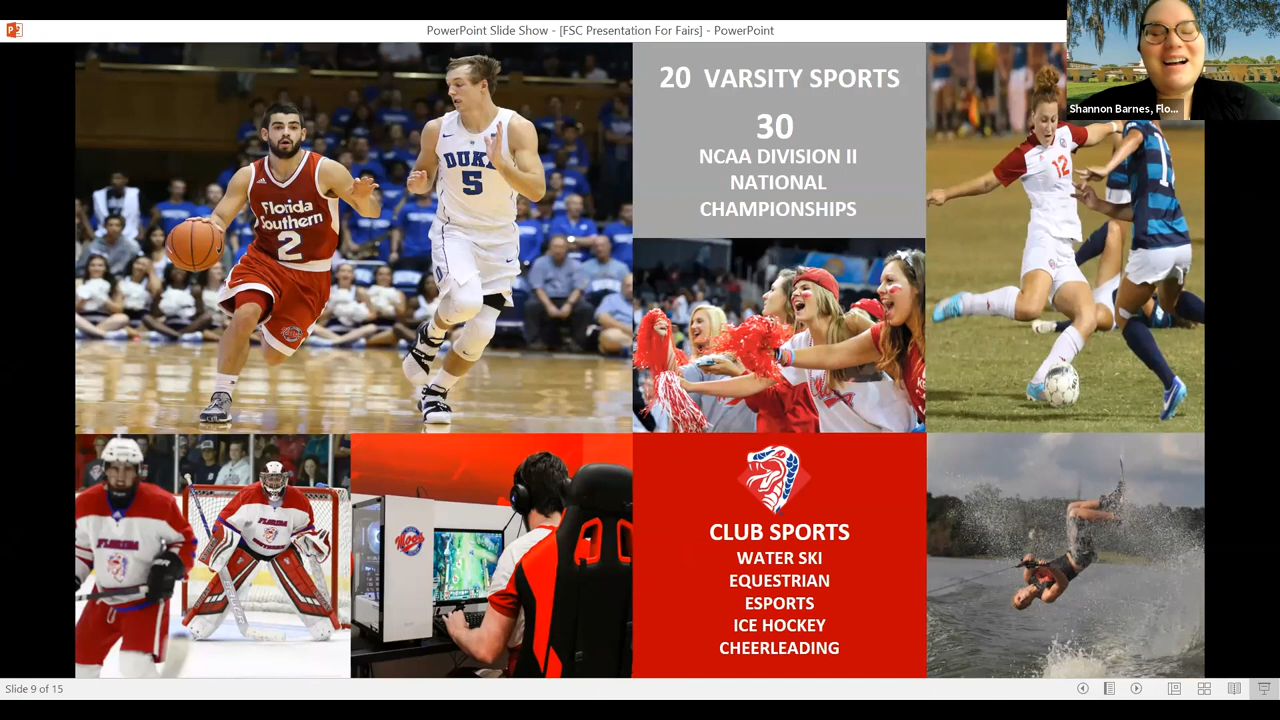 PowerPoint Slide Show - [FSC Presentation For Fairs] - PowerPoint
Shannon Barnes, Flo...
20 VARSITY SPORTS
30
NCAA DIVISION II
NATIONAL
CHAMPIONSHIPS
Florida
Southern
2
DUKE
5
12
FLORIDA
FLORIDA
Mocs
CLUB SPORTS
WATER SKI
EQUESTRIAN
ESPORTS
ICE HOCKEY
CHEERLEADING
Slide 9 of 15